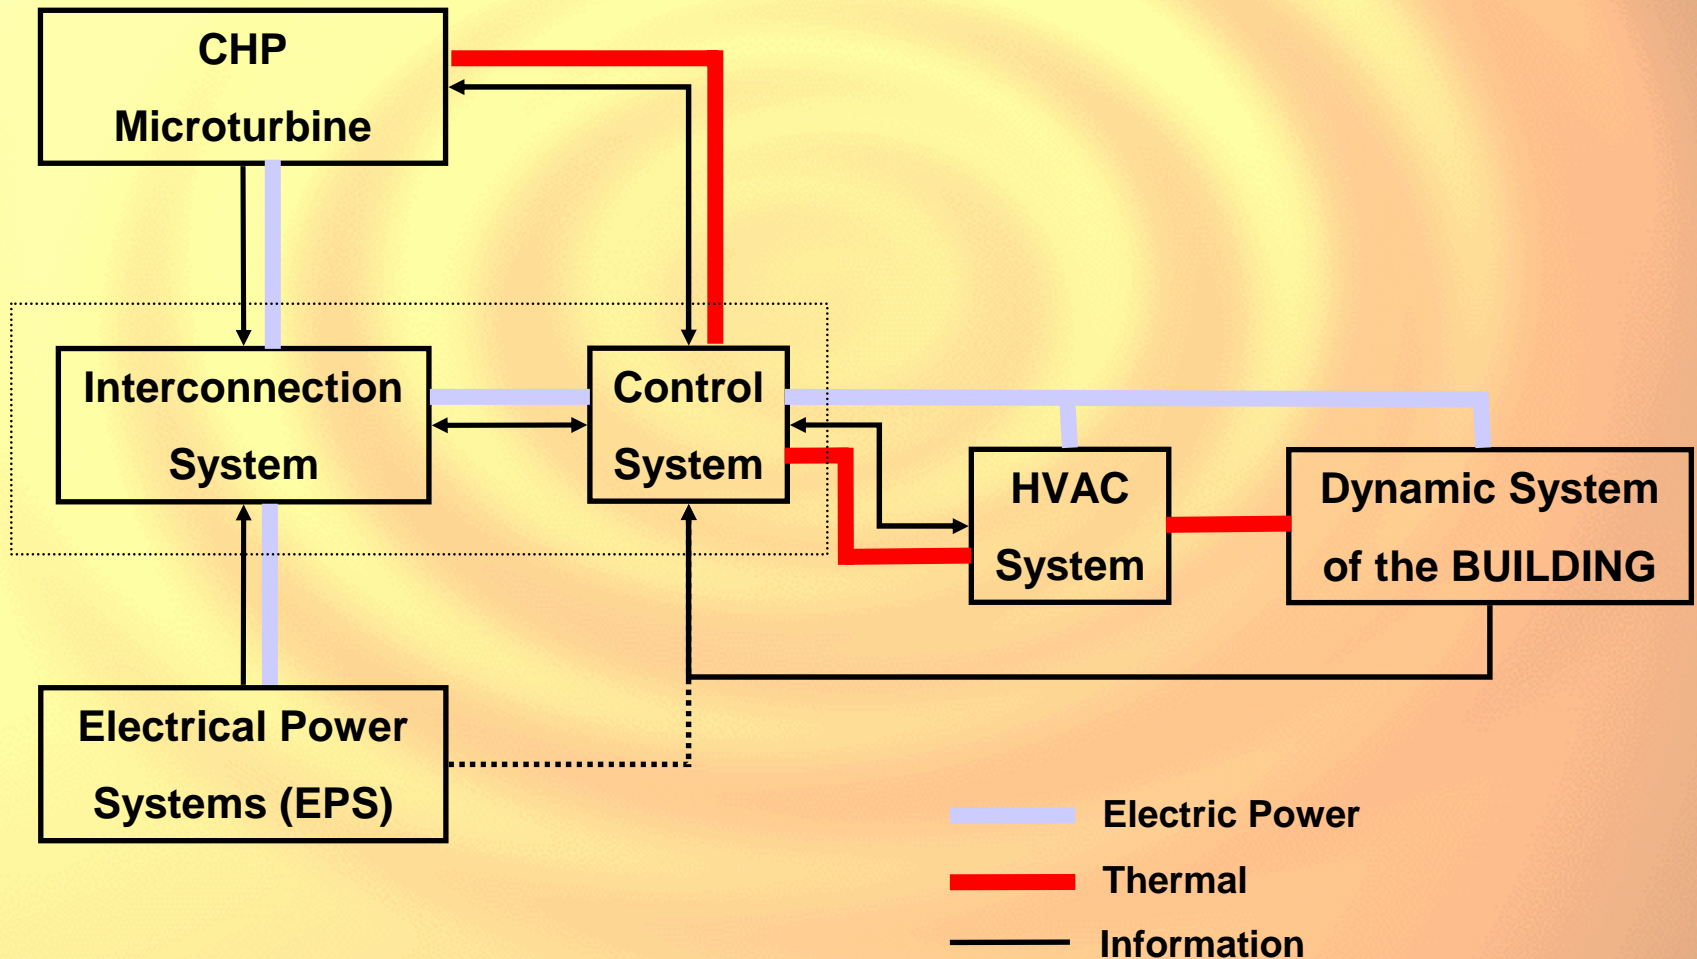 CHP
Microturbine
Interconnection
System
Control
System
HVAC
System
Dynamic System
of the BUILDING
Electrical Power
Systems (EPS)
Electric Power
Thermal
Information